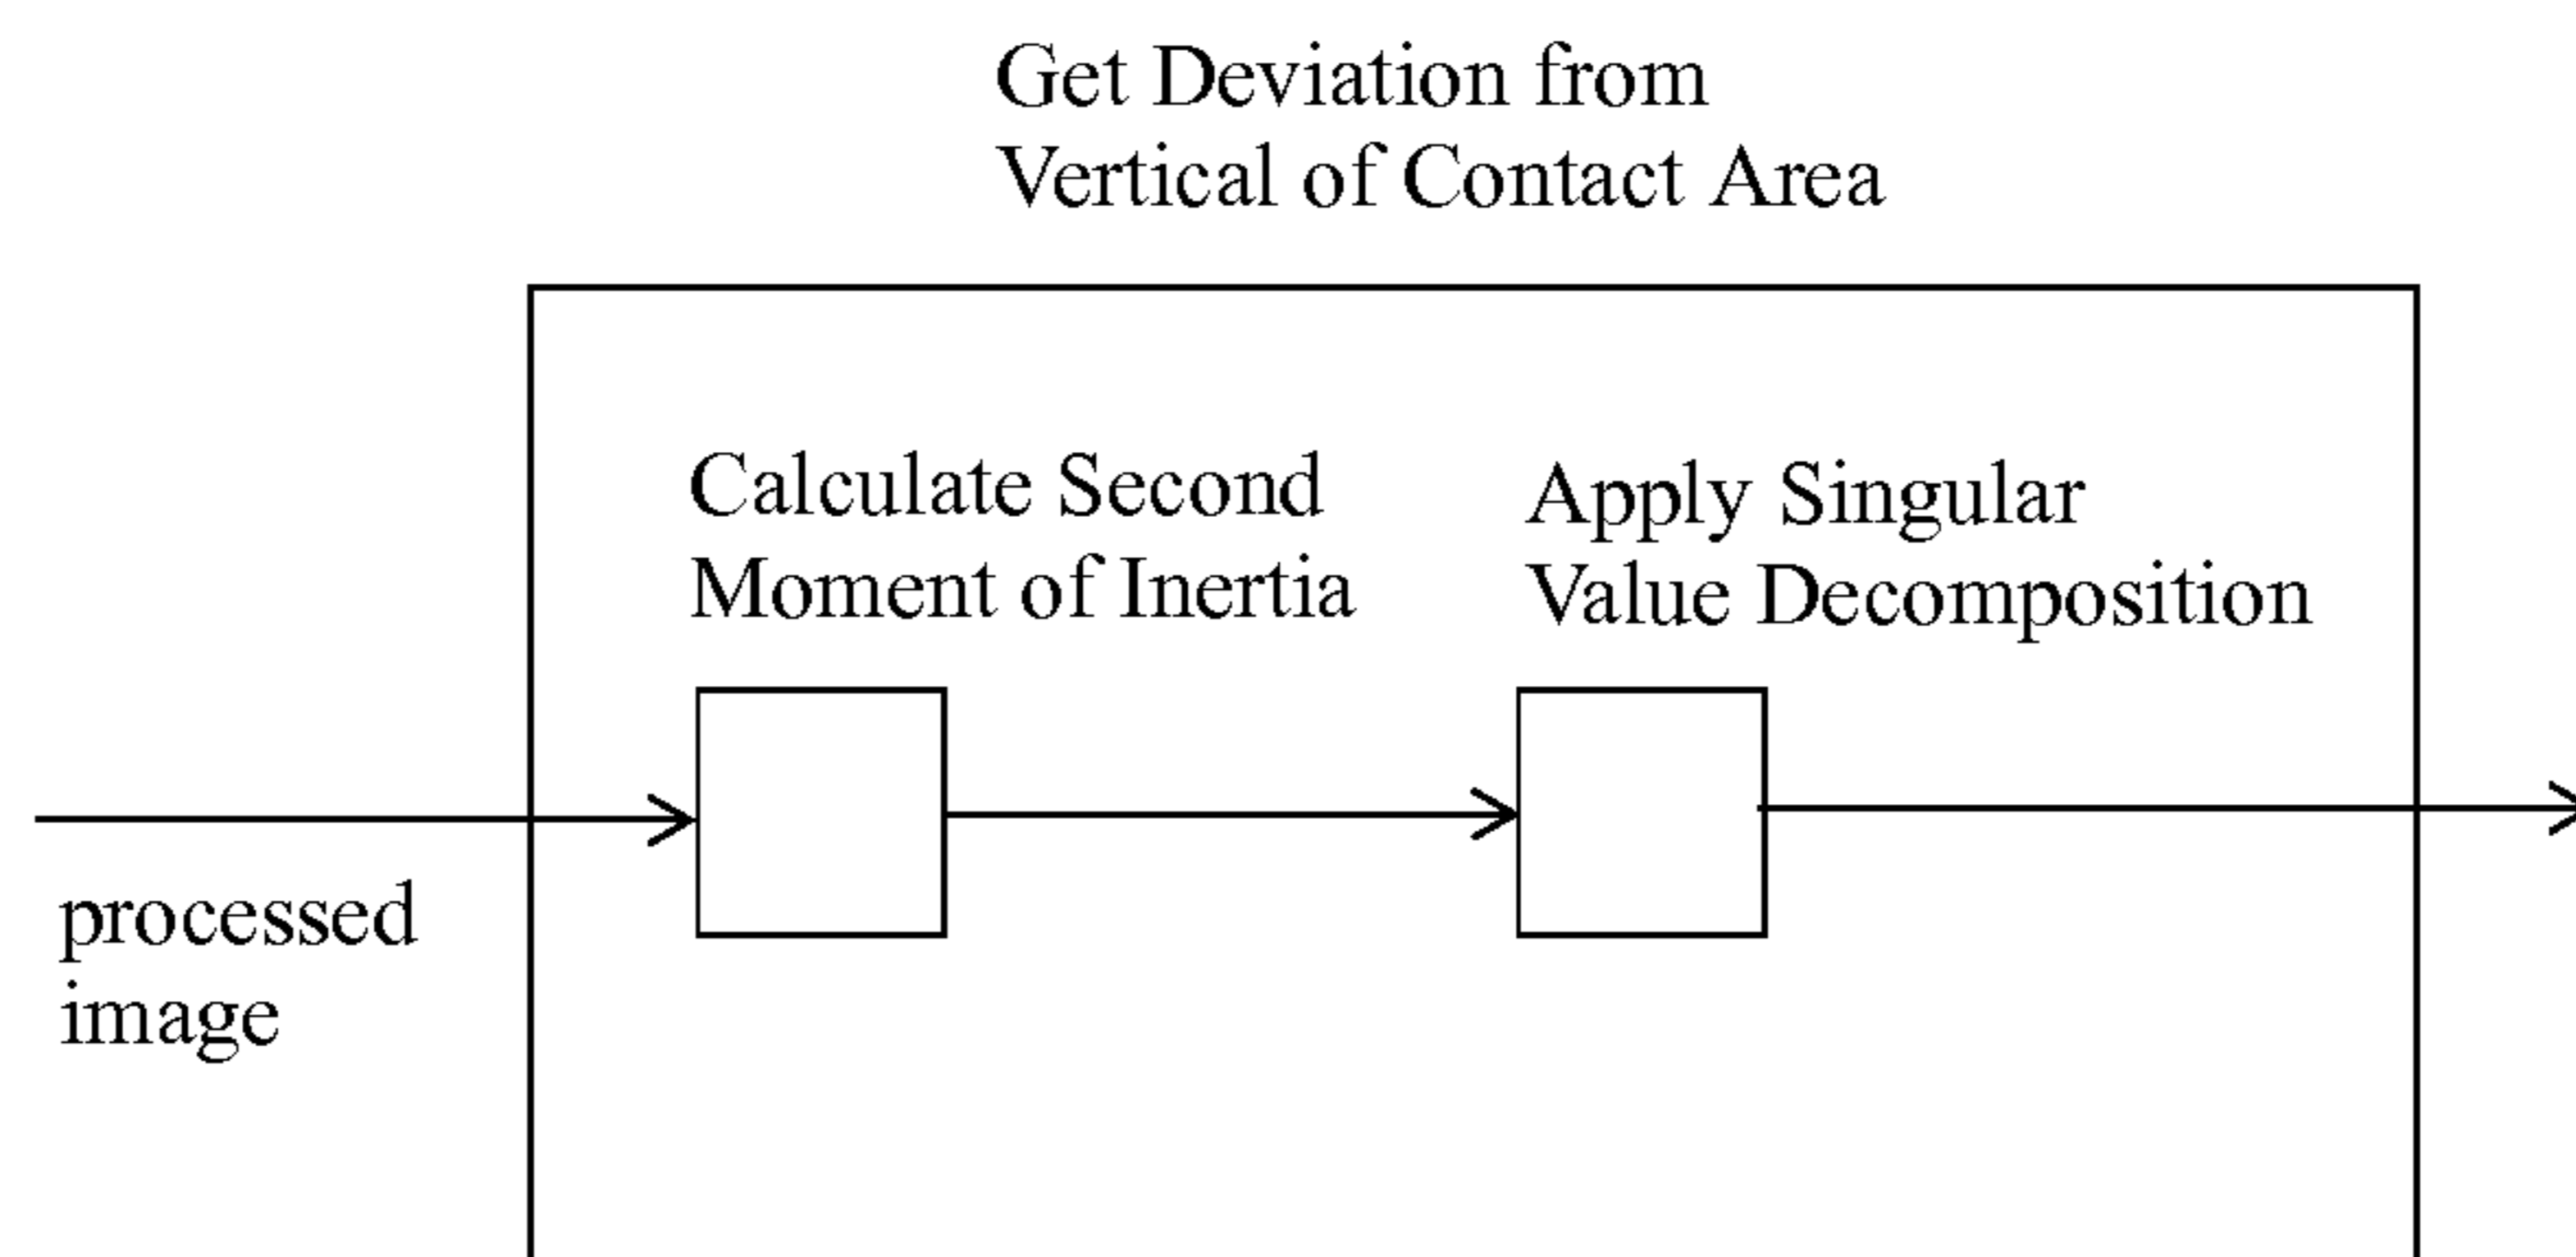 Get Deviation from
Vertical of Contact Area
Calculate Second
Moment of Inertia
Apply Singular
Value Decomposition
processed
image